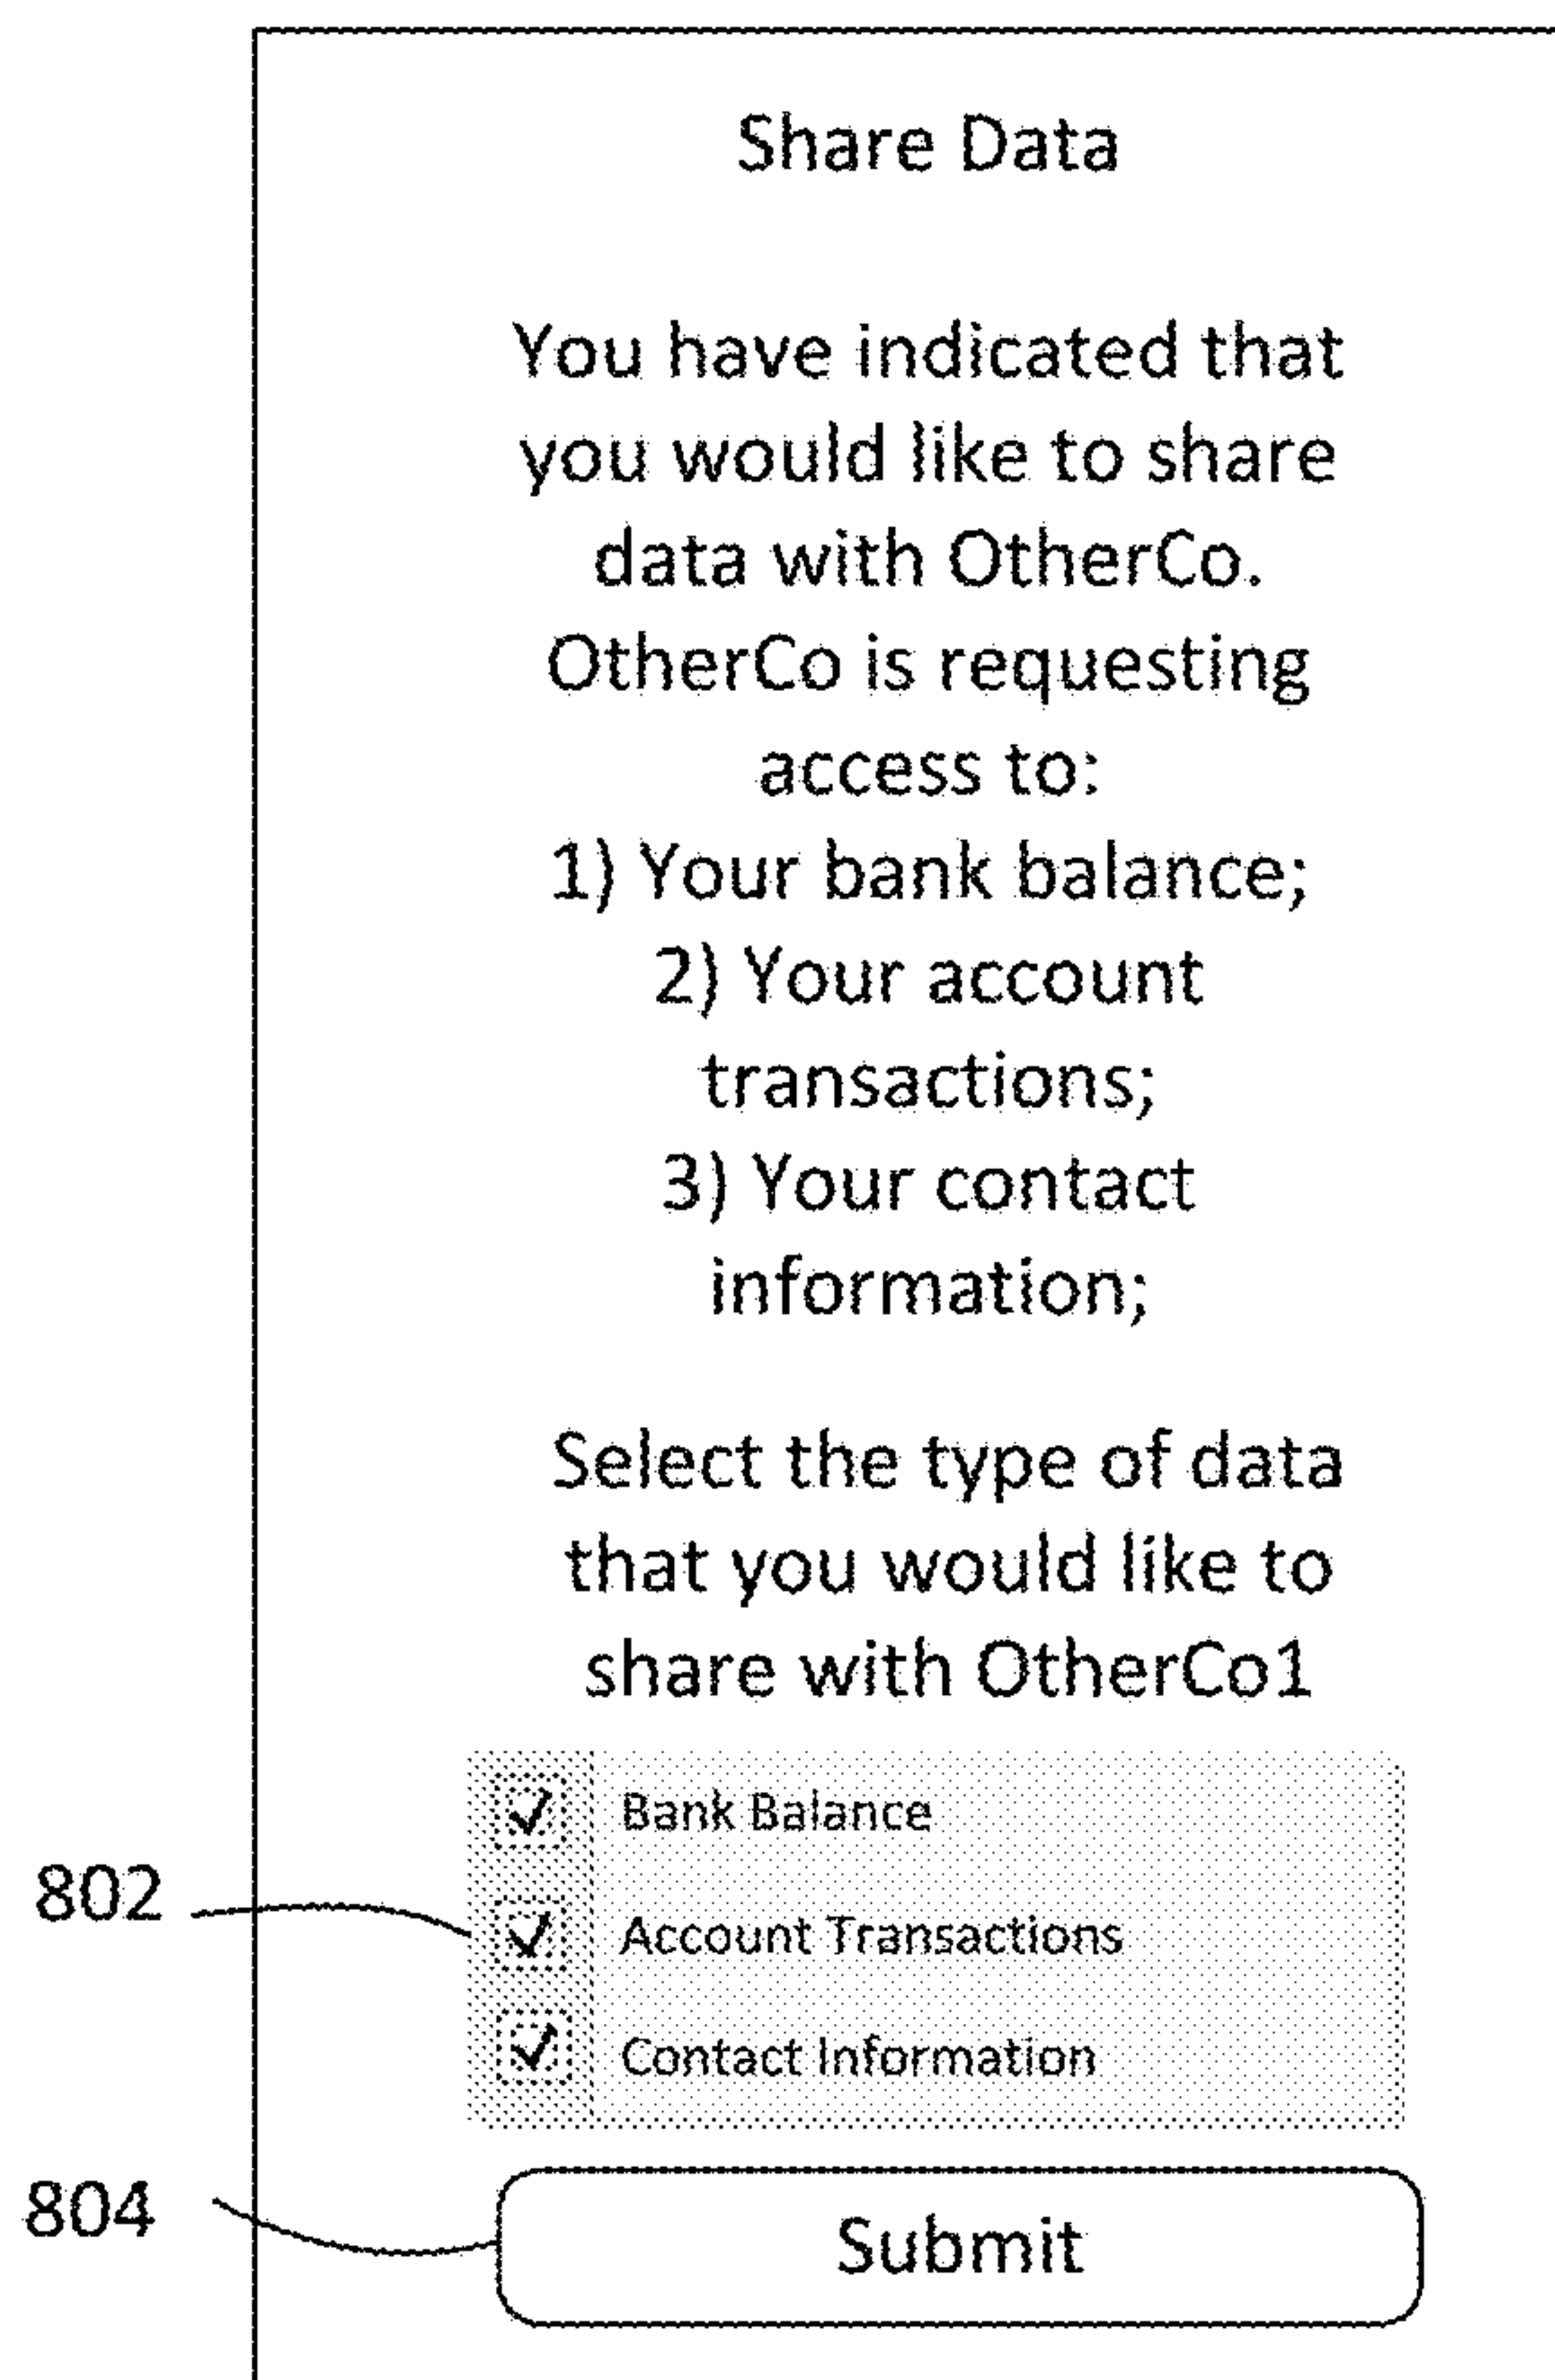 Share Data
You have indicated that
you would like to share
data with OtherCo.
OtherCo is requesting
access to:
1) Your bank balance;
2) Your account
transactions;
3) Your contact
information;
Select the type of data
that you would like to
share with OtherCo1
Bank Balance
802
Account Transactions
Contact Information
804
Submit